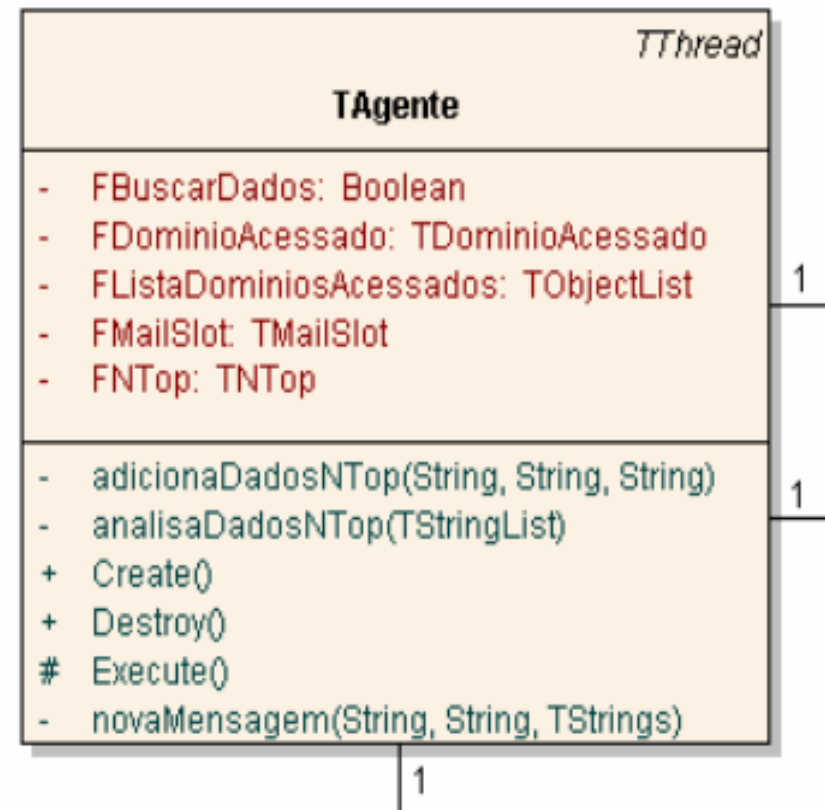 TThread
TAgente
- FBuscarDados: Boolean
- FDominioAcessado: TDominioAcessado
- FListaDominiosAcessados: TObjectList
1
- FMailSlot: TMailSlot
- FNTop: TNTop
- adicionaDadosNTop(String, String, String)
1
- analisaDadosNTop(TStringList)
+ Create()
+ Destroy()
# Execute()
- novaMensagem(String, String, TStrings)
1